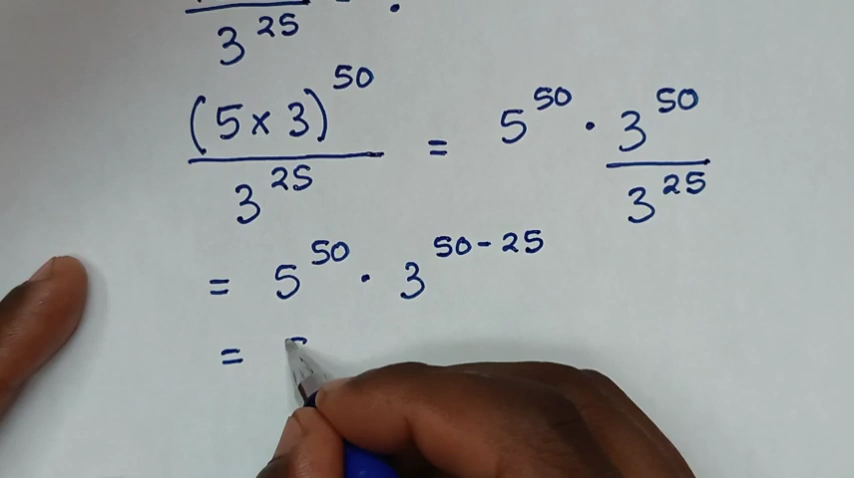 3^25
(5 × 3)^50 / 3^25 = 5^50 · 3^50 / 3^25
= 5^50 · 3^50-25
=